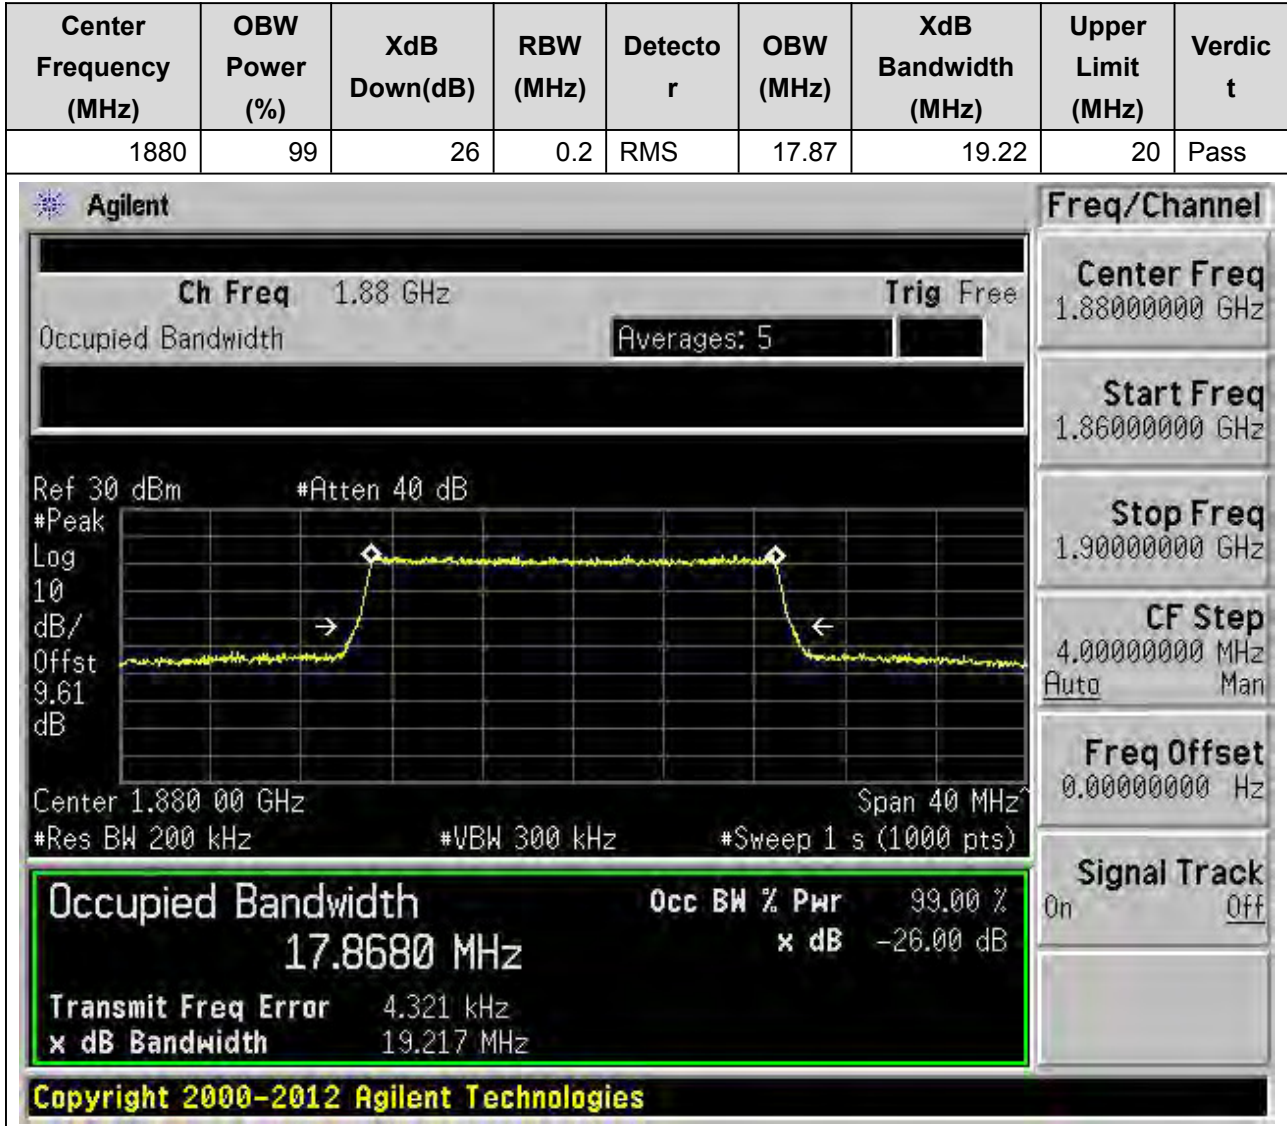 Center Frequency (MHz) OBW Power (%) XdB Down(dB) RBW (MHz) Detecto r OBW (MHz) XdB Bandwidth (MHz) Upper Limit (MHz) Verdic t
1880 99 26 0.2 RMS 17.87 19.22 20 Pass
Agilent
Freq/Channel
Ch Freq 1.88 GHz Trig Free
Occupied Bandwidth Averages: 5
Center Freq
1.88000000 GHz
Start Freq
1.86000000 GHz
Stop Freq
1.90000000 GHz
CF Step
4.00000000 MHz
Auto Man
Freq Offset
0.00000000 Hz
Signal Track
On Off
Ref 30 dBm #Atten 40 dB
#Peak
Log
10
dB/
Offst
9.61
dB
Center 1.880 00 GHz Span 40 MHz^
#Res BW 200 kHz #VBW 300 kHz #Sweep 1 s (1000 pts)
Occupied Bandwidth Occ BW % Pwr 99.00 %
17.8680 MHz x dB -26.00 dB
Transmit Freq Error 4.321 kHz
x dB Bandwidth 19.217 MHz
Copyright 2000-2012 Agilent Technologies